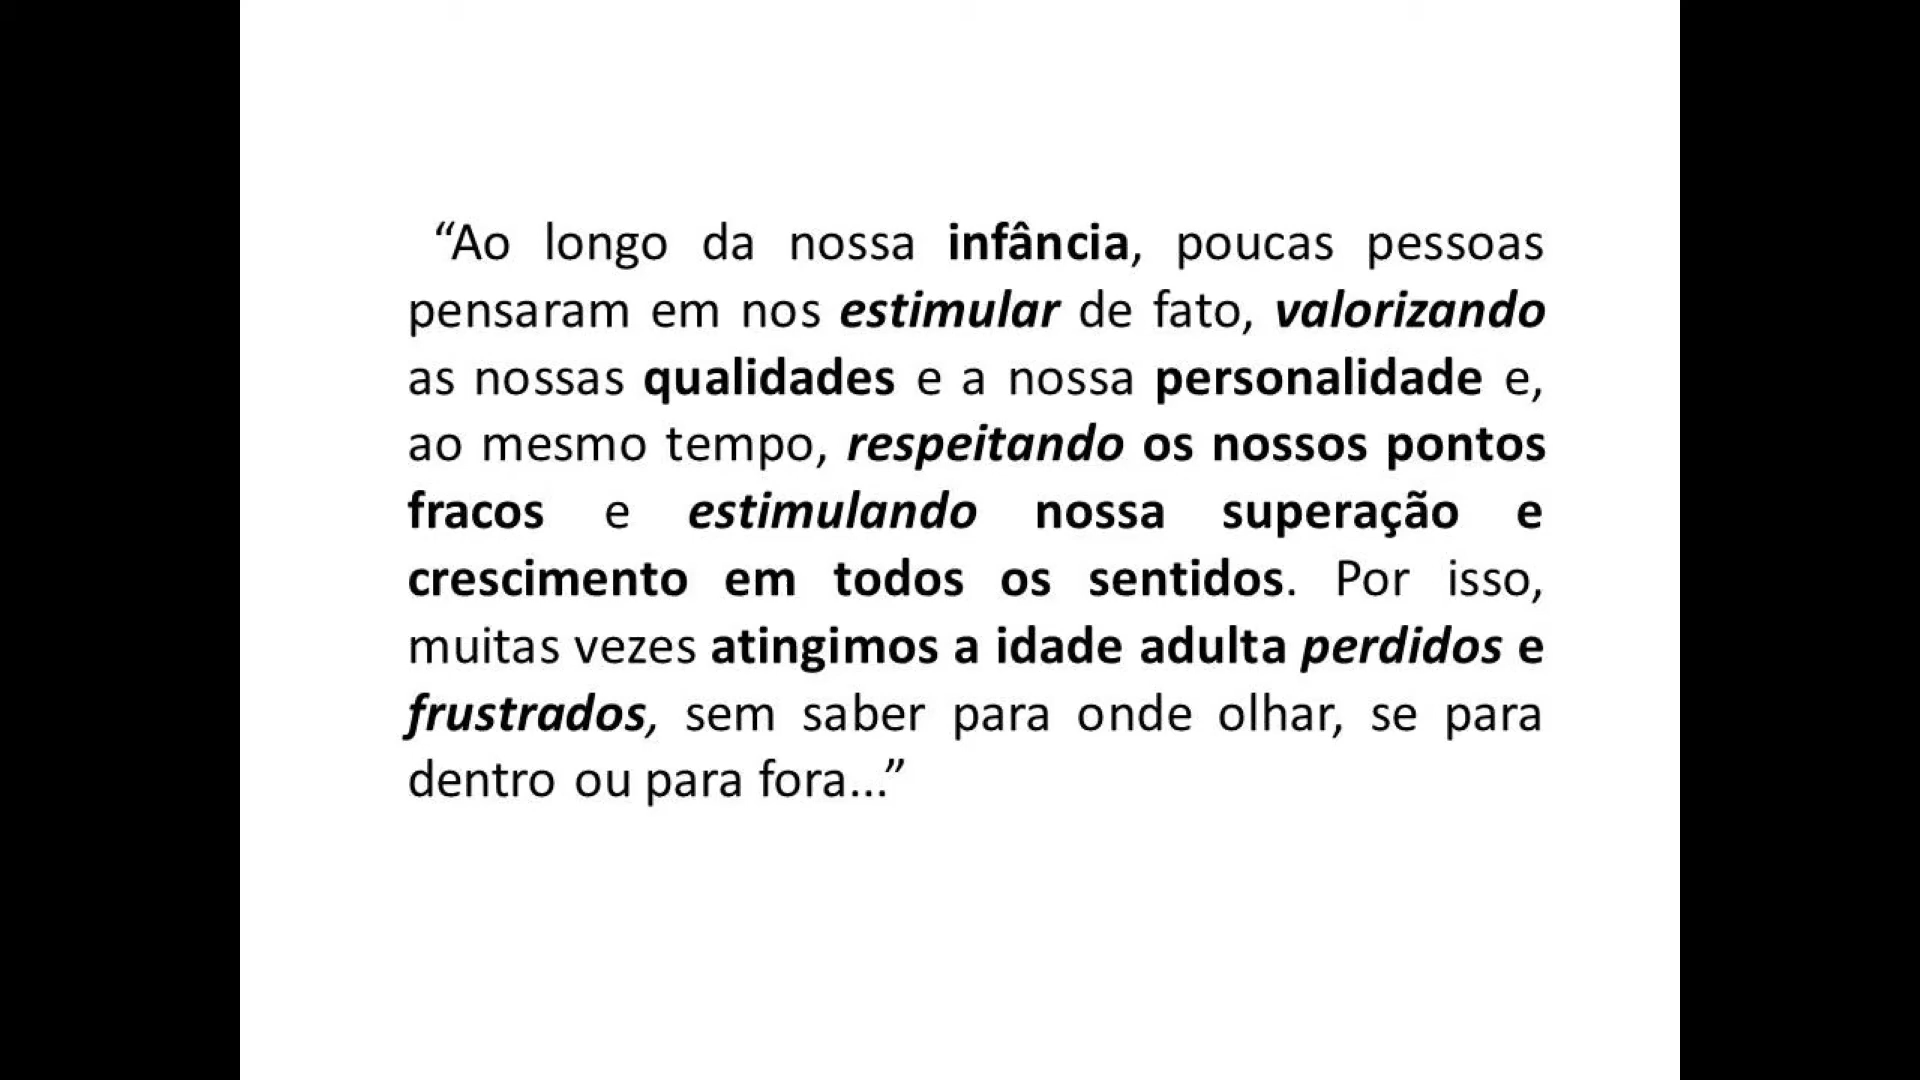 “Ao longo da nossa infância, poucas pessoas
pensaram em nos estimular de fato, valorizando
as nossas qualidades e a nossa personalidade e,
ao mesmo tempo, respeitando os nossos pontos
fracos e estimulando nossa superação e
crescimento em todos os sentidos. Por isso,
muitas vezes atingimos a idade adulta perdidos e
frustrados, sem saber para onde olhar, se para
dentro ou para fora...”